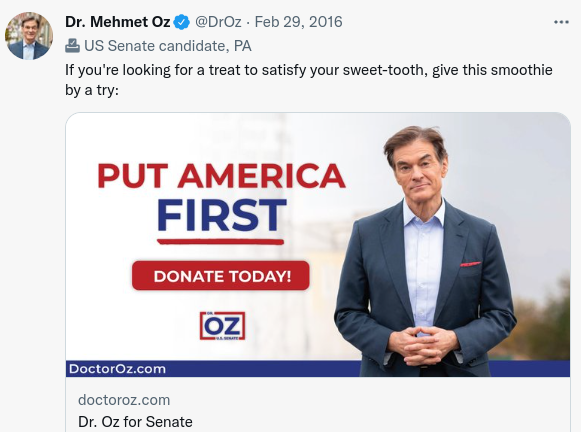 Dr. Mehmet Oz @DrOz · Feb 29, 2016
US Senate candidate, PA
If you're looking for a treat to satisfy your sweet-tooth, give this smoothie
by a try:
PUT AMERICA
FIRST
DONATE TODAY!
DR.
OZ
U.S. SENATE
DoctorOz.com
doctoroz.com
Dr. Oz for Senate